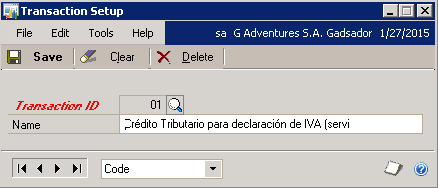 Transaction Setup
File Edit Tools Help sa G Adventures S.A. Gadsador 1/27/2015
Save Clear Delete
Transaction ID 01
Name Crédito Tributario para declaración de IVA (servi
Code